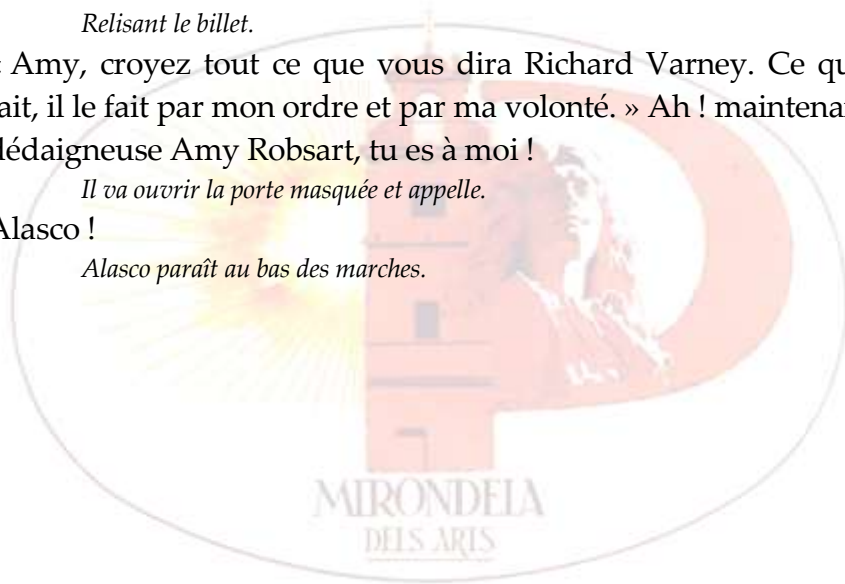 Relisant le billet.
Amy, croyez tout ce que vous dira Richard Varney. Ce qu
ait, il le fait par mon ordre et par ma volonté. » Ah ! maintenan
dédaigneuse Amy Robsart, tu es à moi !
Il va ouvrir la porte masquée et appelle.
Alasco !
Alasco paraît au bas des marches.
MIRONDELA
DELS ARTS